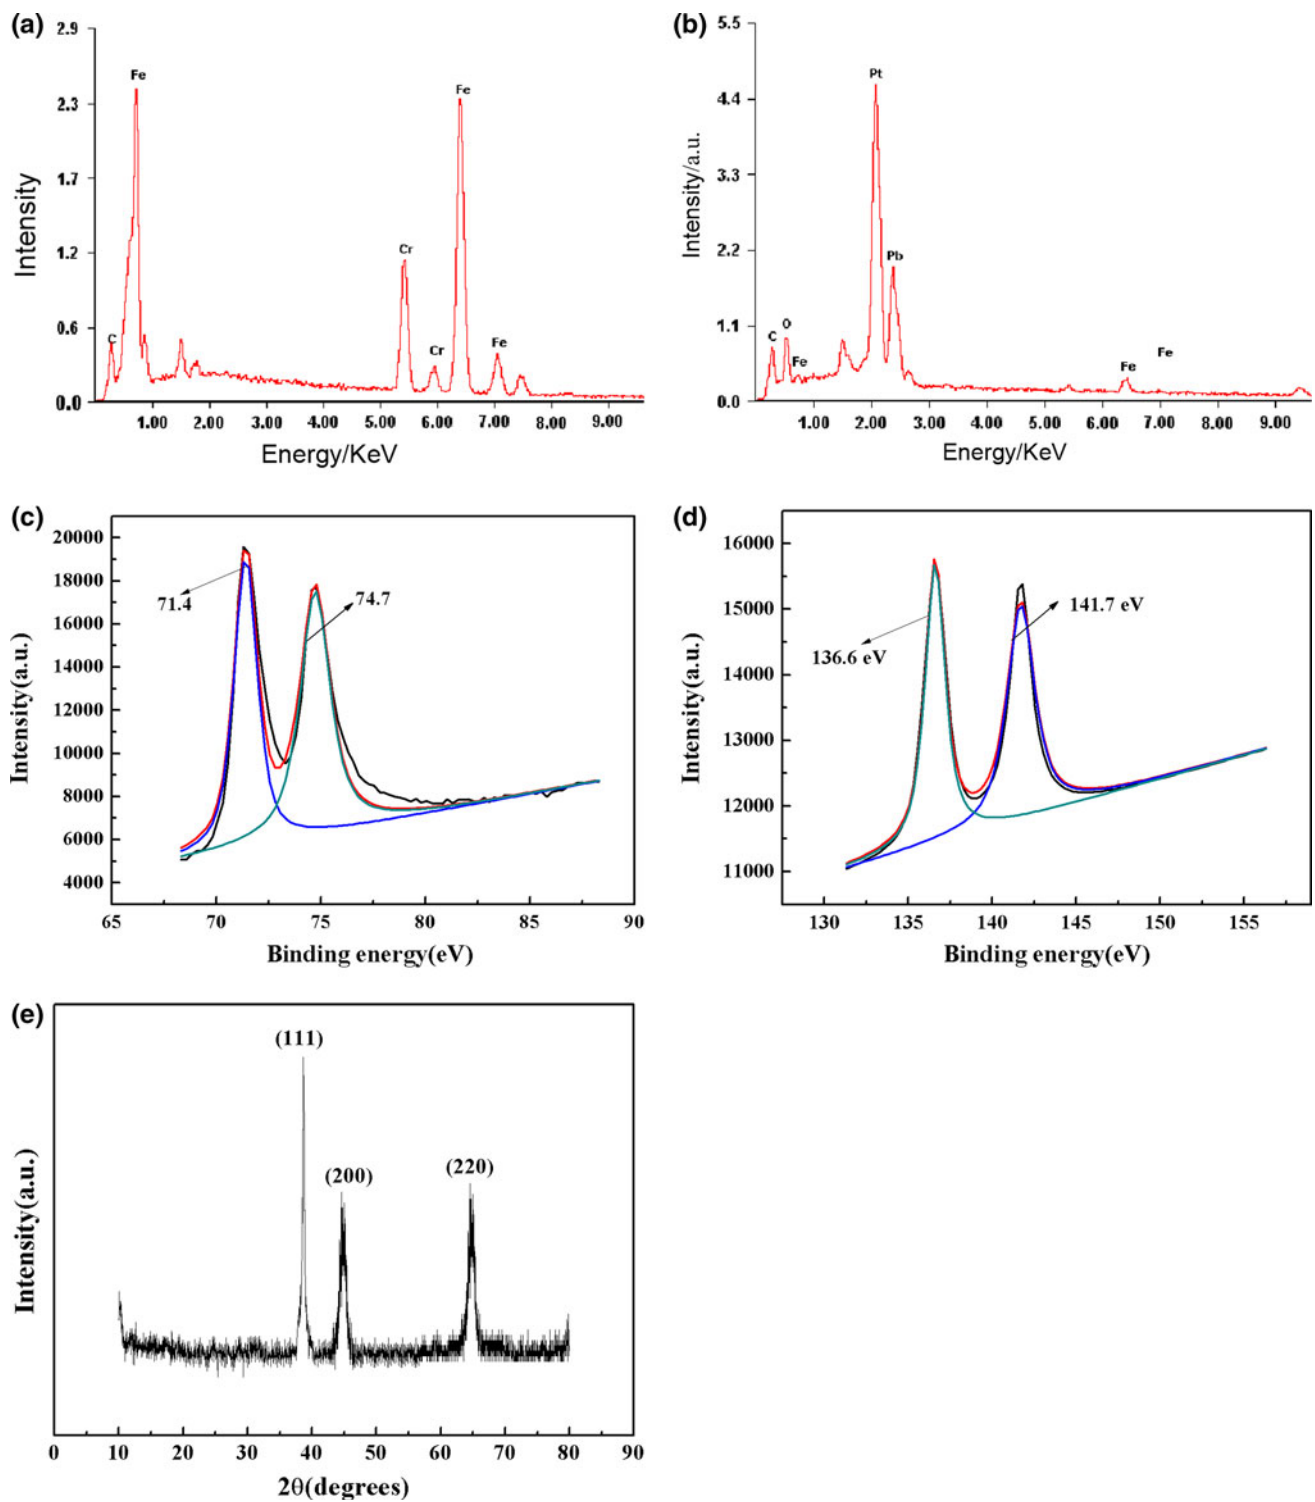 (a)
2.9
2.3
1.7
1.2
0.6
0.0
Intensity
Fe
C
Cr
Cr
Fe
Fe
1.00 2.00 3.00 4.00 5.00 6.00 7.00 8.00 9.00
Energy/KeV
(b)
5.5
4.4
3.3
2.2
1.1
0.0
Intensity/a.u.
Pt
Pb
C
O
Fe
Fe
Fe
1.00 2.00 3.00 4.00 5.00 6.00 7.00 8.00 9.00
Energy/KeV
(c)
20000
18000
16000
14000
12000
10000
8000
6000
4000
Intensity(a.u.)
71.4
74.7
65 70 75 80 85 90
Binding energy(eV)
(d)
16000
15000
14000
13000
12000
11000
Intensity(a.u.)
136.6 eV
141.7 eV
130 135 140 145 150 155
Binding energy(eV)
(e)
Intensity(a.u.)
(111)
(200)
(220)
0 10 20 30 40 50 60 70 80 90
2θ(degrees)